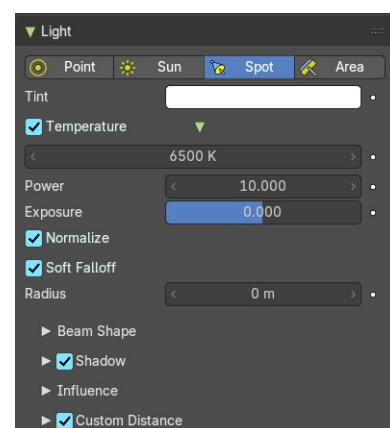 Light
Point Sun Spot Area
Tint
Temperature
6500 K
Power 10.000
Exposure 0.000
Normalize
Soft Falloff
Radius 0 m
Beam Shape
Shadow
Influence
Custom Distance